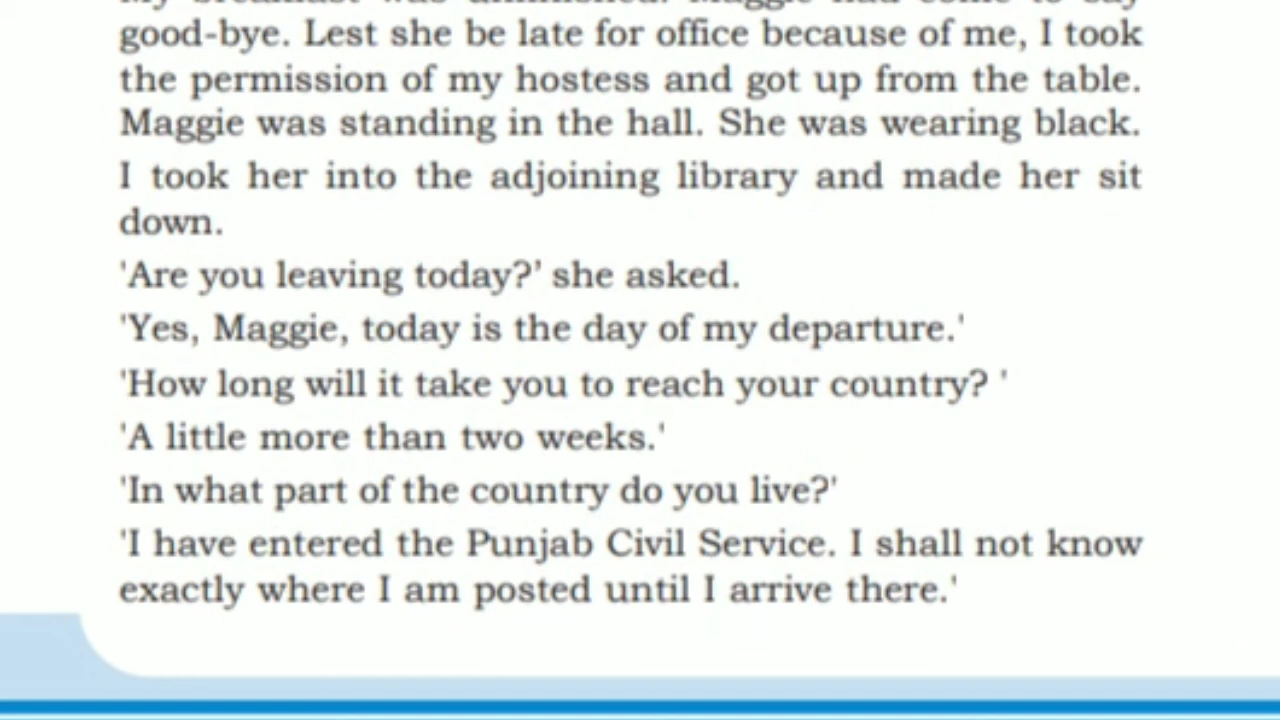 good-bye. Lest she be late for office because of me, I took
the permission of my hostess and got up from the table.
Maggie was standing in the hall. She was wearing black.
I took her into the adjoining library and made her sit
down.
'Are you leaving today?' she asked.
'Yes, Maggie, today is the day of my departure.'
'How long will it take you to reach your country? '
'A little more than two weeks.'
'In what part of the country do you live?'
'I have entered the Punjab Civil Service. I shall not know
exactly where I am posted until I arrive there.'